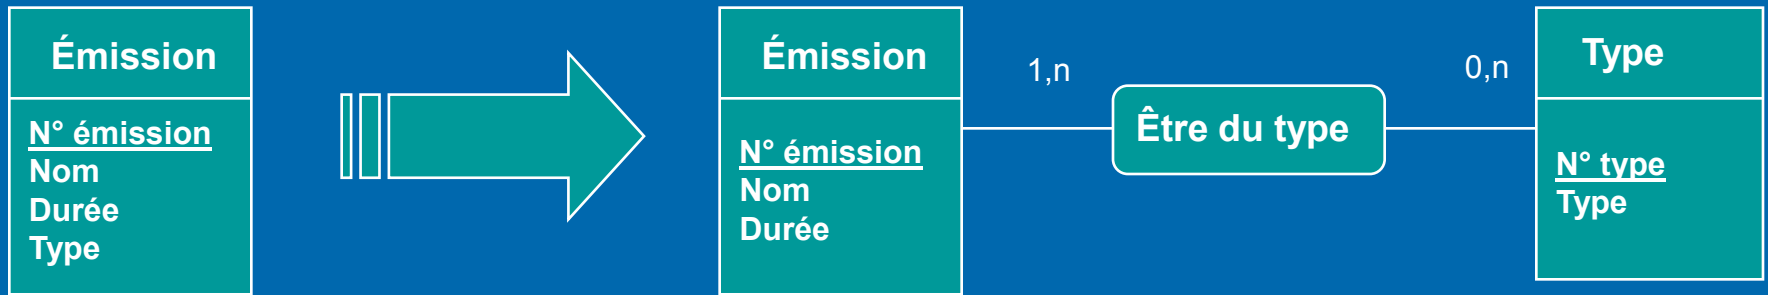 Émission
N° émission
Nom
Durée
Type
Émission
N° émission
Nom
Durée
1,n
Être du type
0,n
Type
N° type
Type